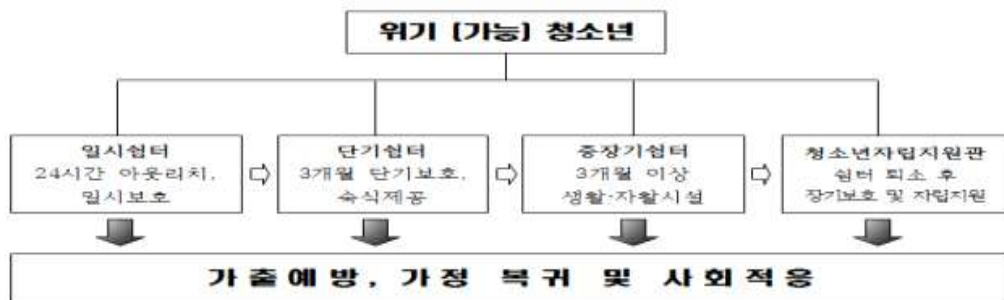 위기 (가능) 청소년
일시쉼터
24시간 아웃리치,
일시보호
단기쉼터
3개월 단기보호,
숙식제공
중장기쉼터
3개월 이상
생활·자활시설
청소년자립지원관
쉼터 퇴소 후
장기보호 및 자립지원
가출예방, 가정 복귀 및 사회적응